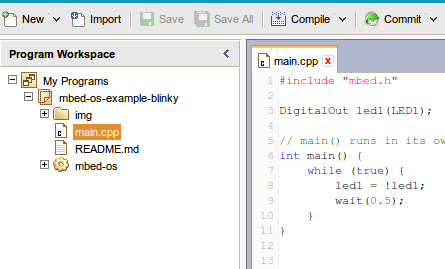 New Import Save Save All Compile Commit
Program Workspace
My Programs
mbed-os-example-blinky
img
main.cpp
README.md
mbed-os
main.cpp x
1 #include "mbed.h"
2
3 DigitalOut led1(LED1);
4
5 // main() runs in its ow
6 int main() {
7 while (true) {
8 led1 = !led1;
9 wait(0.5);
10 }
11 }
12
13